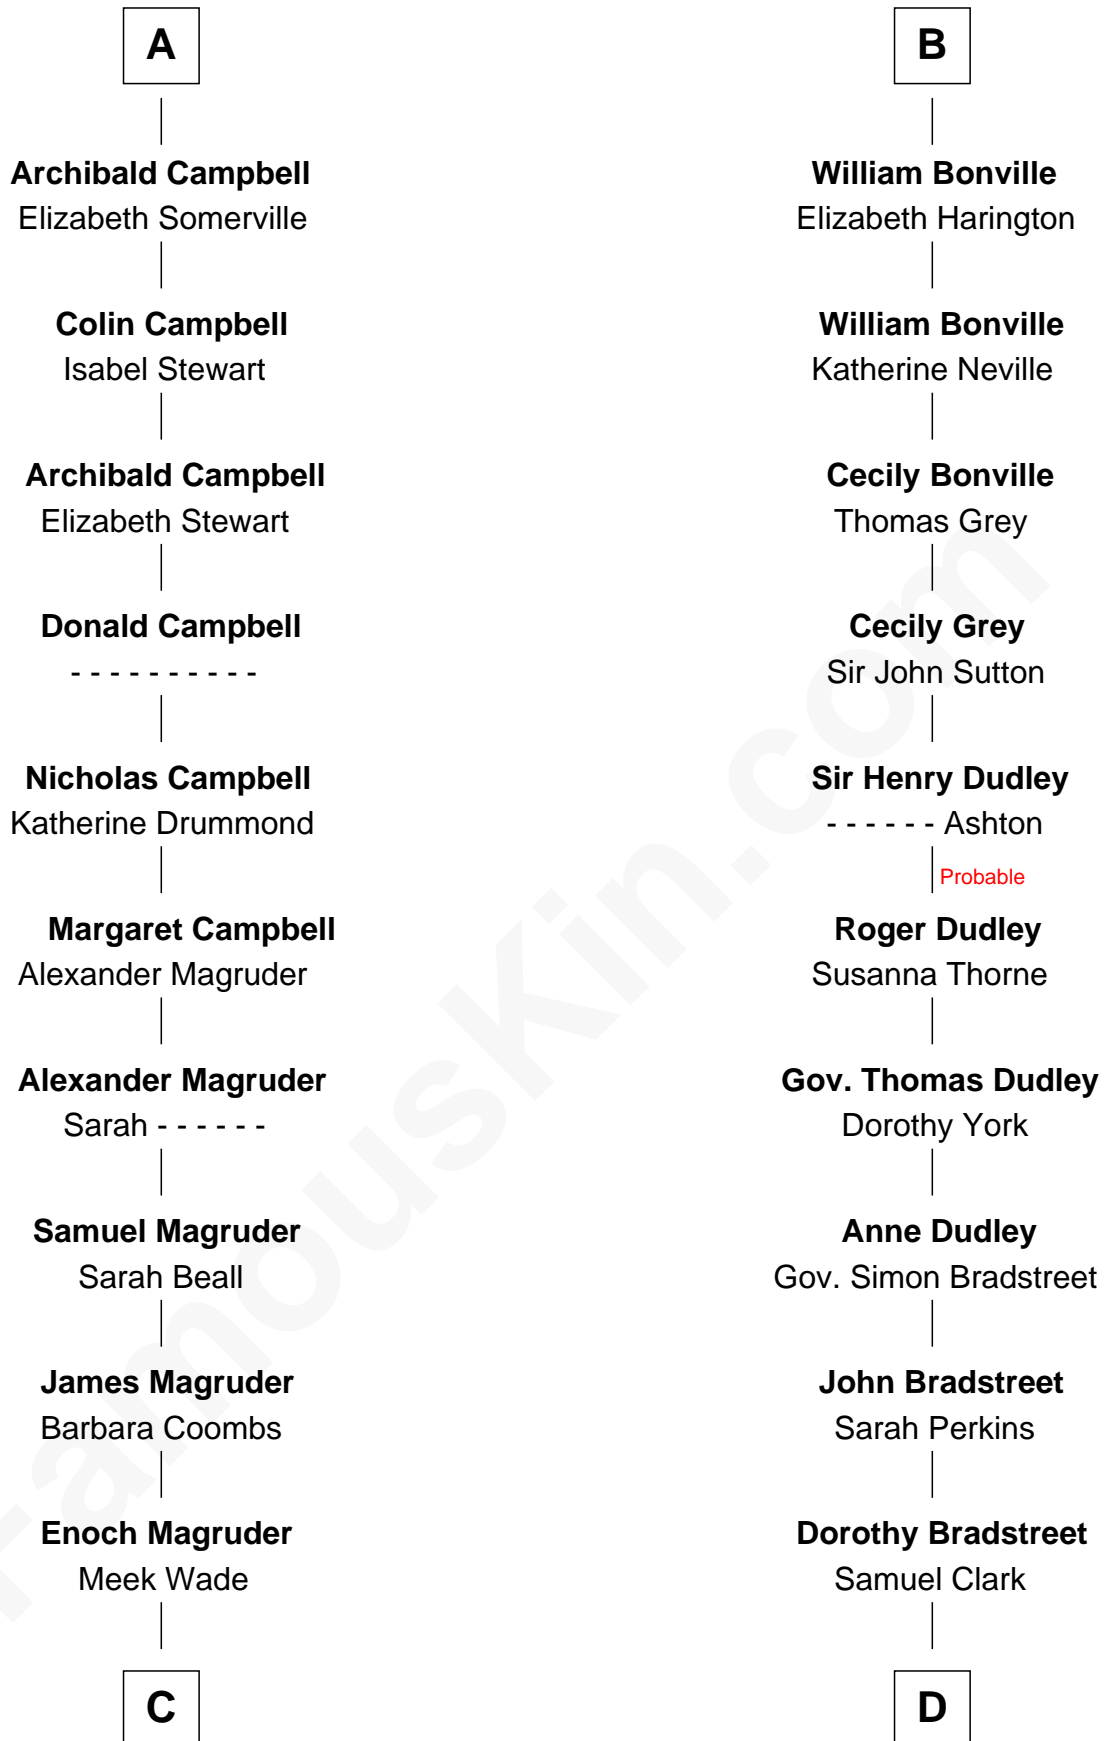 A
Archibald Campbell
Elizabeth Somerville
Colin Campbell
Isabel Stewart
Archibald Campbell
Elizabeth Stewart
Donald Campbell
- - - - - - - - - -
Nicholas Campbell
Katherine Drummond
Margaret Campbell
Alexander Magruder
Alexander Magruder
Sarah - - - - - -
Samuel Magruder
Sarah Beall
James Magruder
Barbara Coombs
Enoch Magruder
Meek Wade
C
B
William Bonville
Elizabeth Harington
William Bonville
Katherine Neville
Cecily Bonville
Thomas Grey
Cecily Grey
Sir John Sutton
Sir Henry Dudley
- - - - - - Ashton
Probable
Roger Dudley
Susanna Thorne
Gov. Thomas Dudley
Dorothy York
Anne Dudley
Gov. Simon Bradstreet
John Bradstreet
Sarah Perkins
Dorothy Bradstreet
Samuel Clark
D
FamousKin.com